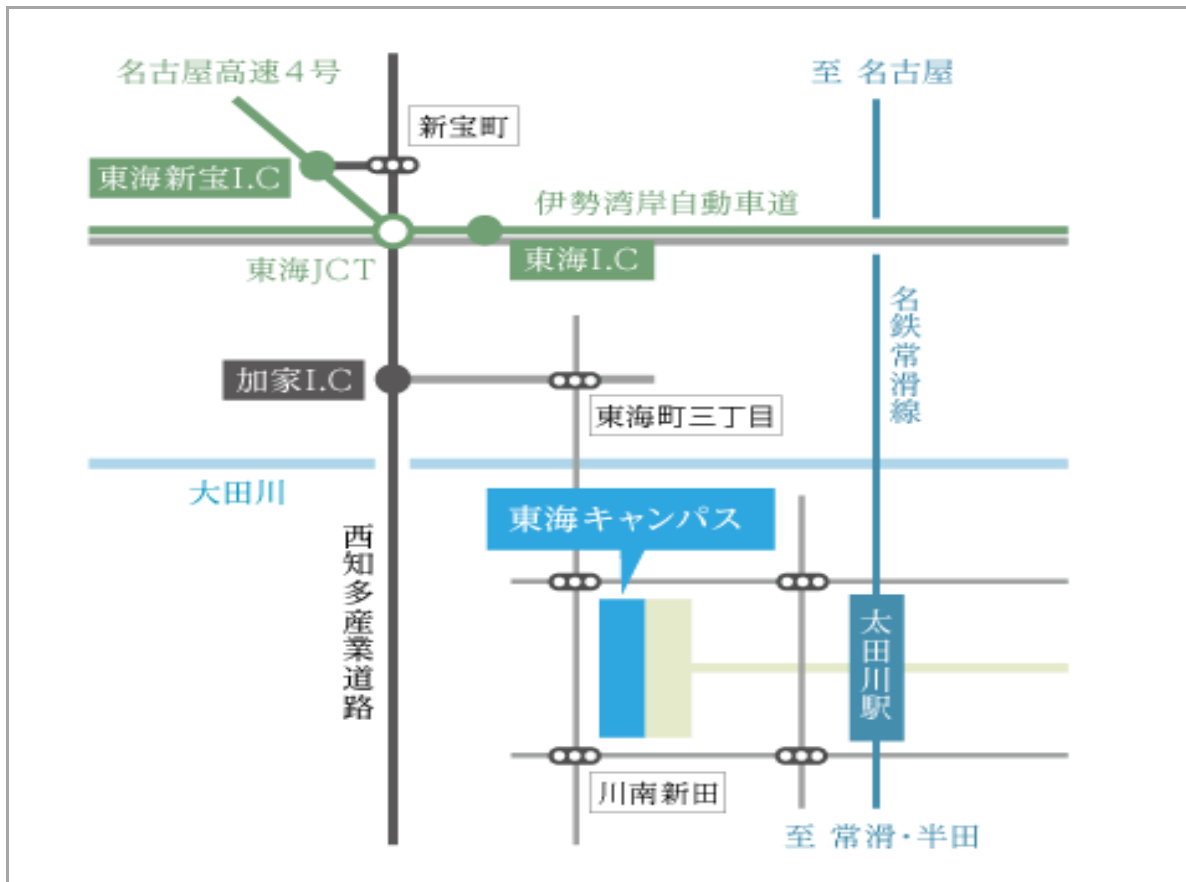 名古屋高速4号
至 名古屋
新宝町
東海新宝I.C
伊勢湾岸自動車道
東海JCT
東海I.C
名鉄常滑線
加家I.C
東海町三丁目
大田川
東海キャンパス
西知多産業道路
太田川駅
川南新田
至 常滑・半田